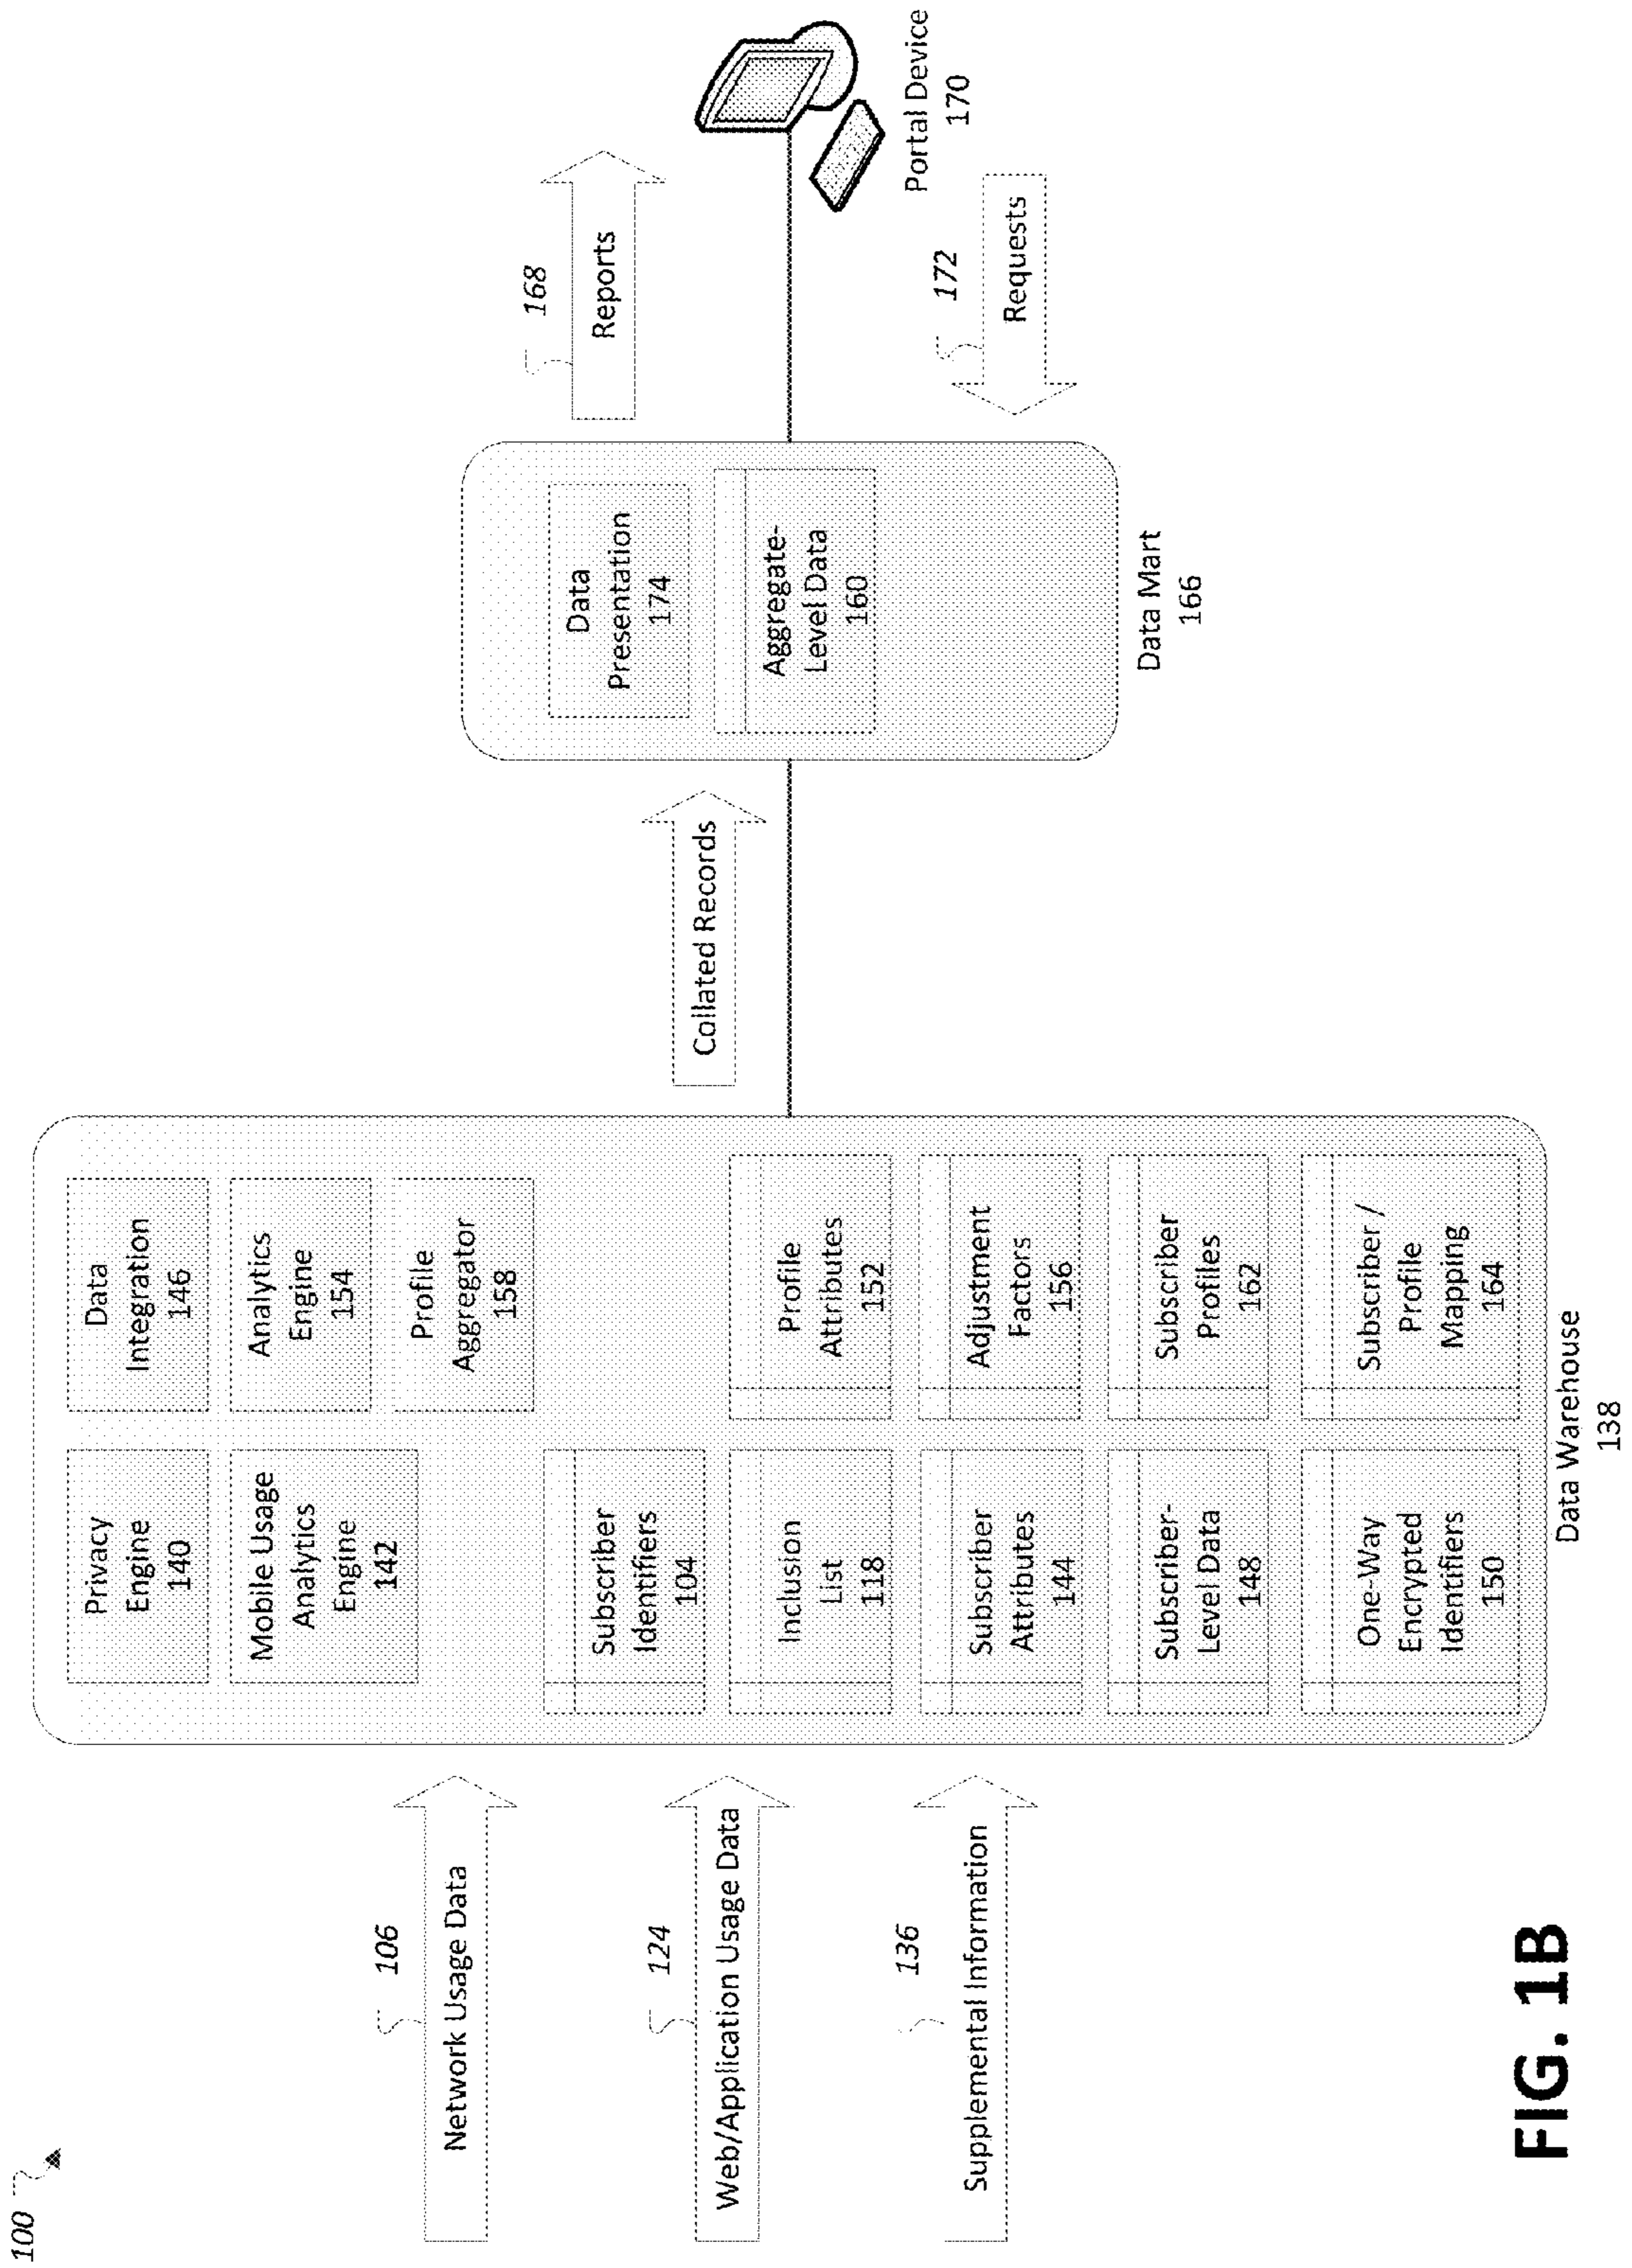 100
106
Network Usage Data
124
Web/Application Usage Data
136
Supplemental Information
Privacy
Engine
140
Mobile Usage
Analytics
Engine
142
Subscriber
Identifiers
104
Inclusion
List
118
Subscriber
Attributes
144
Subscriber-
Level Data
148
One-Way
Encrypted
Identifiers
150
Data
Integration
146
Analytics
Engine
154
Profile
Aggregator
158
Profile
Attributes
152
Adjustment
Factors
156
Subscriber
Profiles
162
Subscriber /
Profile
Mapping
164
Data Warehouse
138
Collated Records
Data
Presentation
174
Aggregate-
Level Data
160
Data Mart
166
168
Reports
172
Requests
Portal Device
170
FIG. 1B